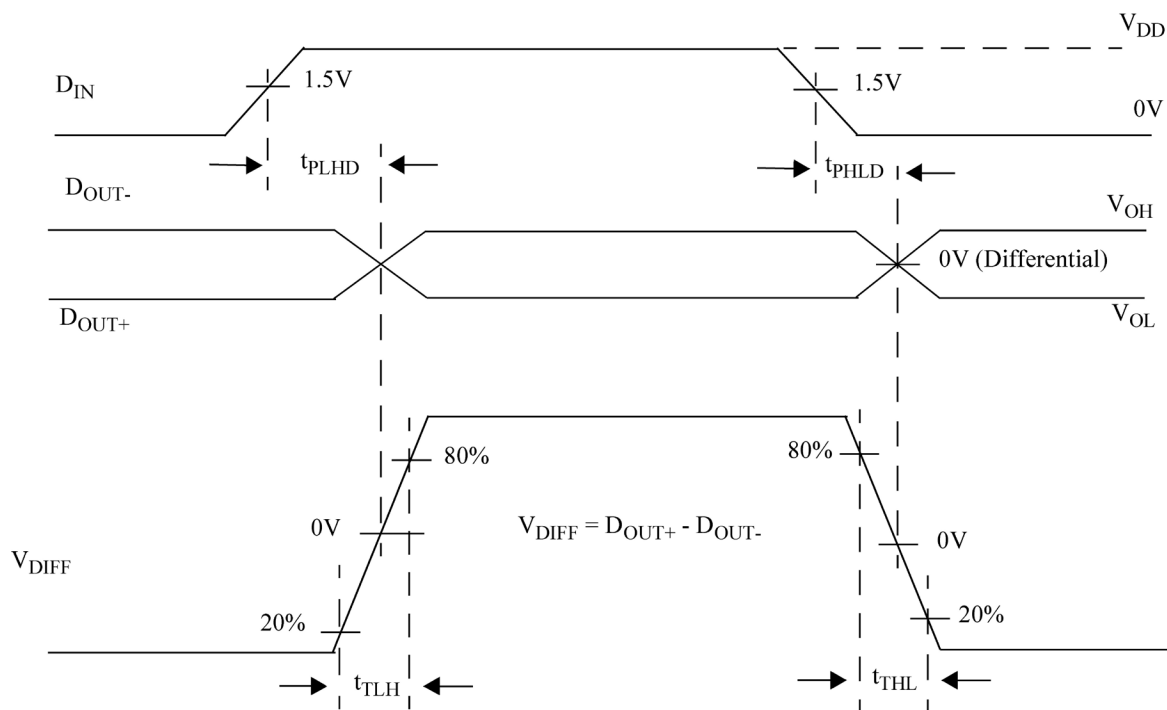 V_DD
D_IN
1.5V
1.5V
0V
t_PLHD
t_PHLD
D_OUT-
V_OH
0V (Differential)
D_OUT+
V_OL
80%
80%
0V
V_DIFF = D_OUT+ - D_OUT-
0V
V_DIFF
20%
20%
t_TLH
t_THL